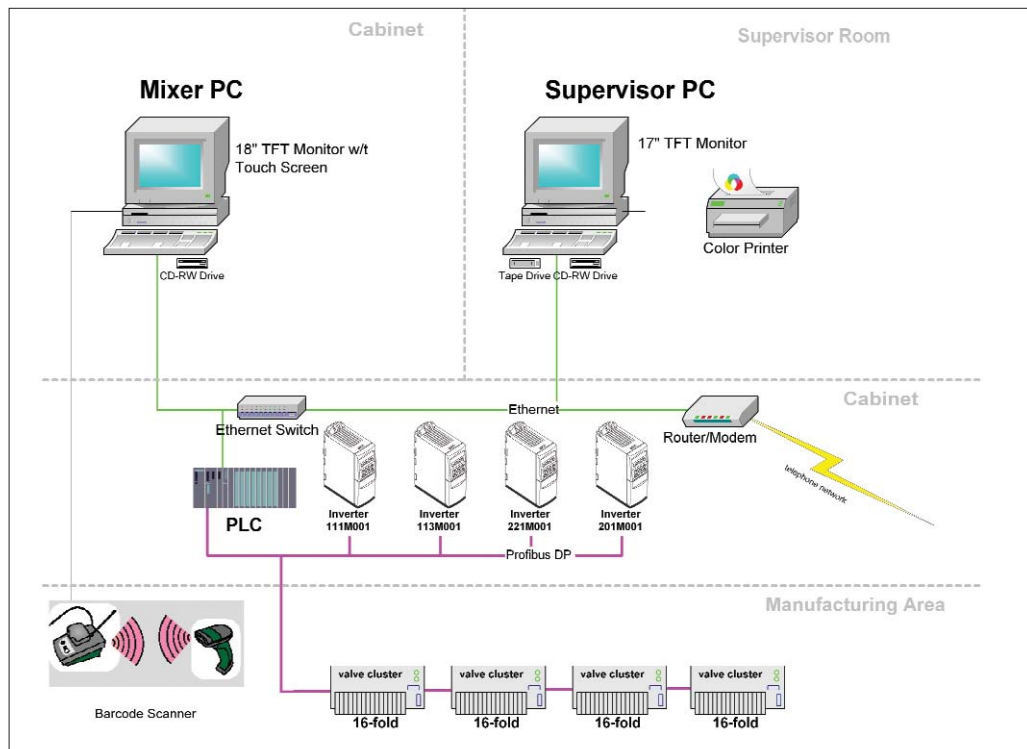 Cabinet
Supervisor Room
Mixer PC
Supervisor PC
18" TFT Monitor w/t
Touch Screen
17" TFT Monitor
Color Printer
CD-RW Drive
Tape Drive
CD-RW Drive
Cabinet
Ethernet
Ethernet Switch
Router/Modem
telephone network
PLC
Inverter
111M001
Inverter
113M001
Inverter
221M001
Inverter
201M001
Profibus DP
Manufacturing Area
Barcode Scanner
valve cluster
16-fold
valve cluster
16-fold
valve cluster
16-fold
valve cluster
16-fold